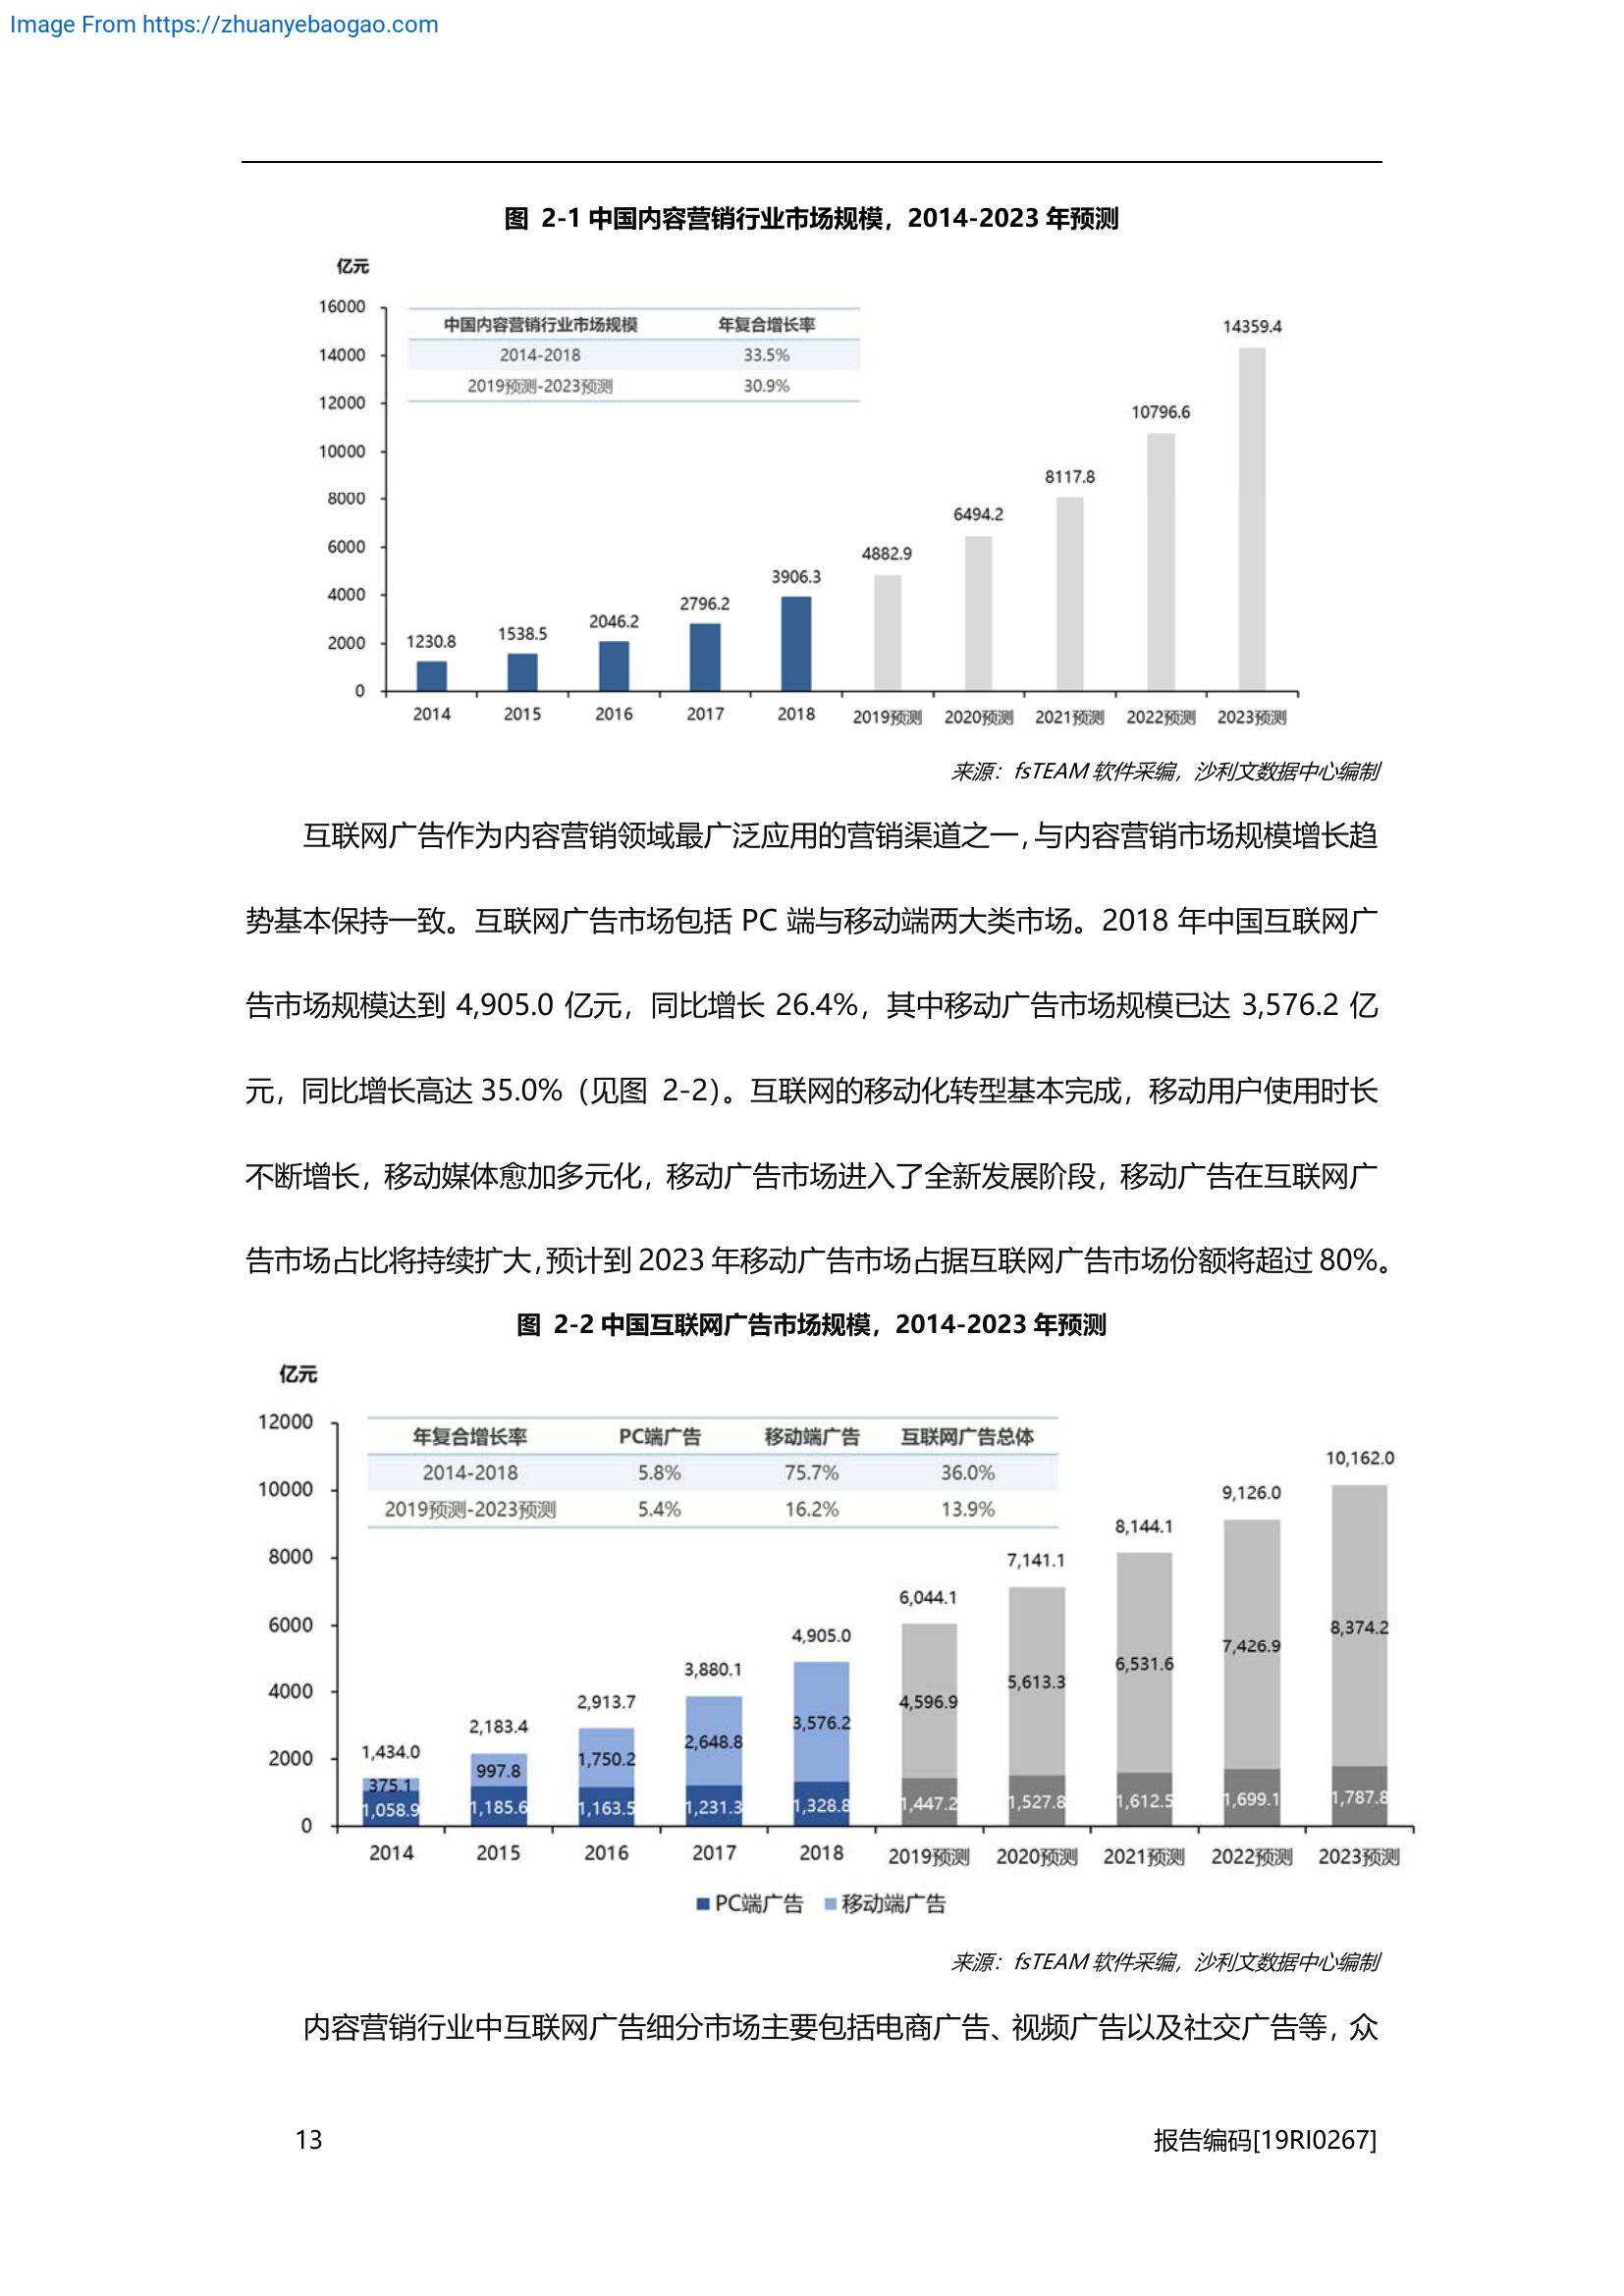 Image From https://zhuanyebaogao.com
图 2-1 中国内容营销行业市场规模，2014-2023 年预测
亿元
16000
14000
12000
10000
8000
6000
4000
2000
0
中国内容营销行业市场规模 年复合增长率
2014-2018 33.5%
2019预测-2023预测 30.9%
1230.8 1538.5 2046.2 2796.2 3906.3 4882.9 6494.2 8117.8 10796.6 14359.4
2014 2015 2016 2017 2018 2019预测 2020预测 2021预测 2022预测 2023预测
来源：fsTEAM 软件采编，沙利文数据中心编制
互联网广告作为内容营销领域最广泛应用的营销渠道之一，与内容营销市场规模增长趋
势基本保持一致。互联网广告市场包括 PC 端与移动端两大类市场。2018 年中国互联网广
告市场规模达到 4,905.0 亿元，同比增长 26.4%，其中移动广告市场规模已达 3,576.2 亿
元，同比增长高达 35.0%（见图 2-2）。互联网的移动化转型基本完成，移动用户使用时长
不断增长，移动媒体愈加多元化，移动广告市场进入了全新发展阶段，移动广告在互联网广
告市场占比将持续扩大，预计到 2023 年移动广告市场占据互联网广告市场份额将超过 80%。
图 2-2 中国互联网广告市场规模，2014-2023 年预测
亿元
12000
10000
8000
6000
4000
2000
0
年复合增长率 PC端广告 移动端广告 互联网广告总体
2014-2018 5.8% 75.7% 36.0%
2019预测-2023预测 5.4% 16.2% 13.9%
1,434.0 2,183.4 2,913.7 3,880.1 4,905.0 6,044.1 7,141.1 8,144.1 9,126.0 10,162.0
375.1 997.8 1,750.2 2,648.8 3,576.2 4,596.9 5,613.3 6,531.6 7,426.9 8,374.2
1,058.9 1,185.6 1,163.5 1,231.3 1,328.8 1,447.2 1,527.8 1,612.5 1,699.1 1,787.8
2014 2015 2016 2017 2018 2019预测 2020预测 2021预测 2022预测 2023预测
PC端广告 移动端广告
来源：fsTEAM 软件采编，沙利文数据中心编制
内容营销行业中互联网广告细分市场主要包括电商广告、视频广告以及社交广告等，众
13 报告编码[19RI0267]